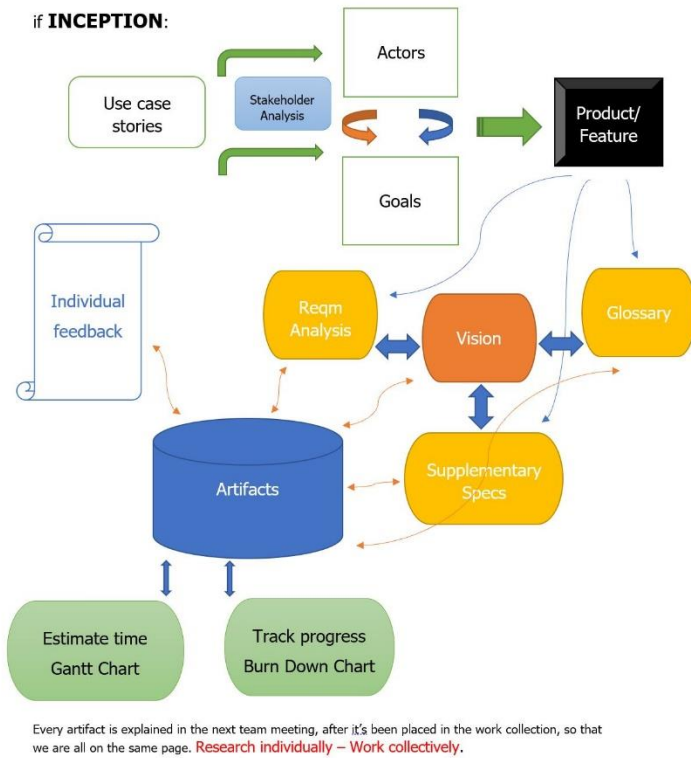 if INCEPTION:
Actors
Use case
stories
Stakeholder
Analysis
Product/
Feature
Goals
Individual
feedback
Reqm
Analysis
Vision
Glossary
Artifacts
Supplementary
Specs
Estimate time
Gantt Chart
Track progress
Burn Down Chart
Every artifact is explained in the next team meeting, after it's been placed in the work collection, so that
we are all on the same page. Research individually – Work collectively.